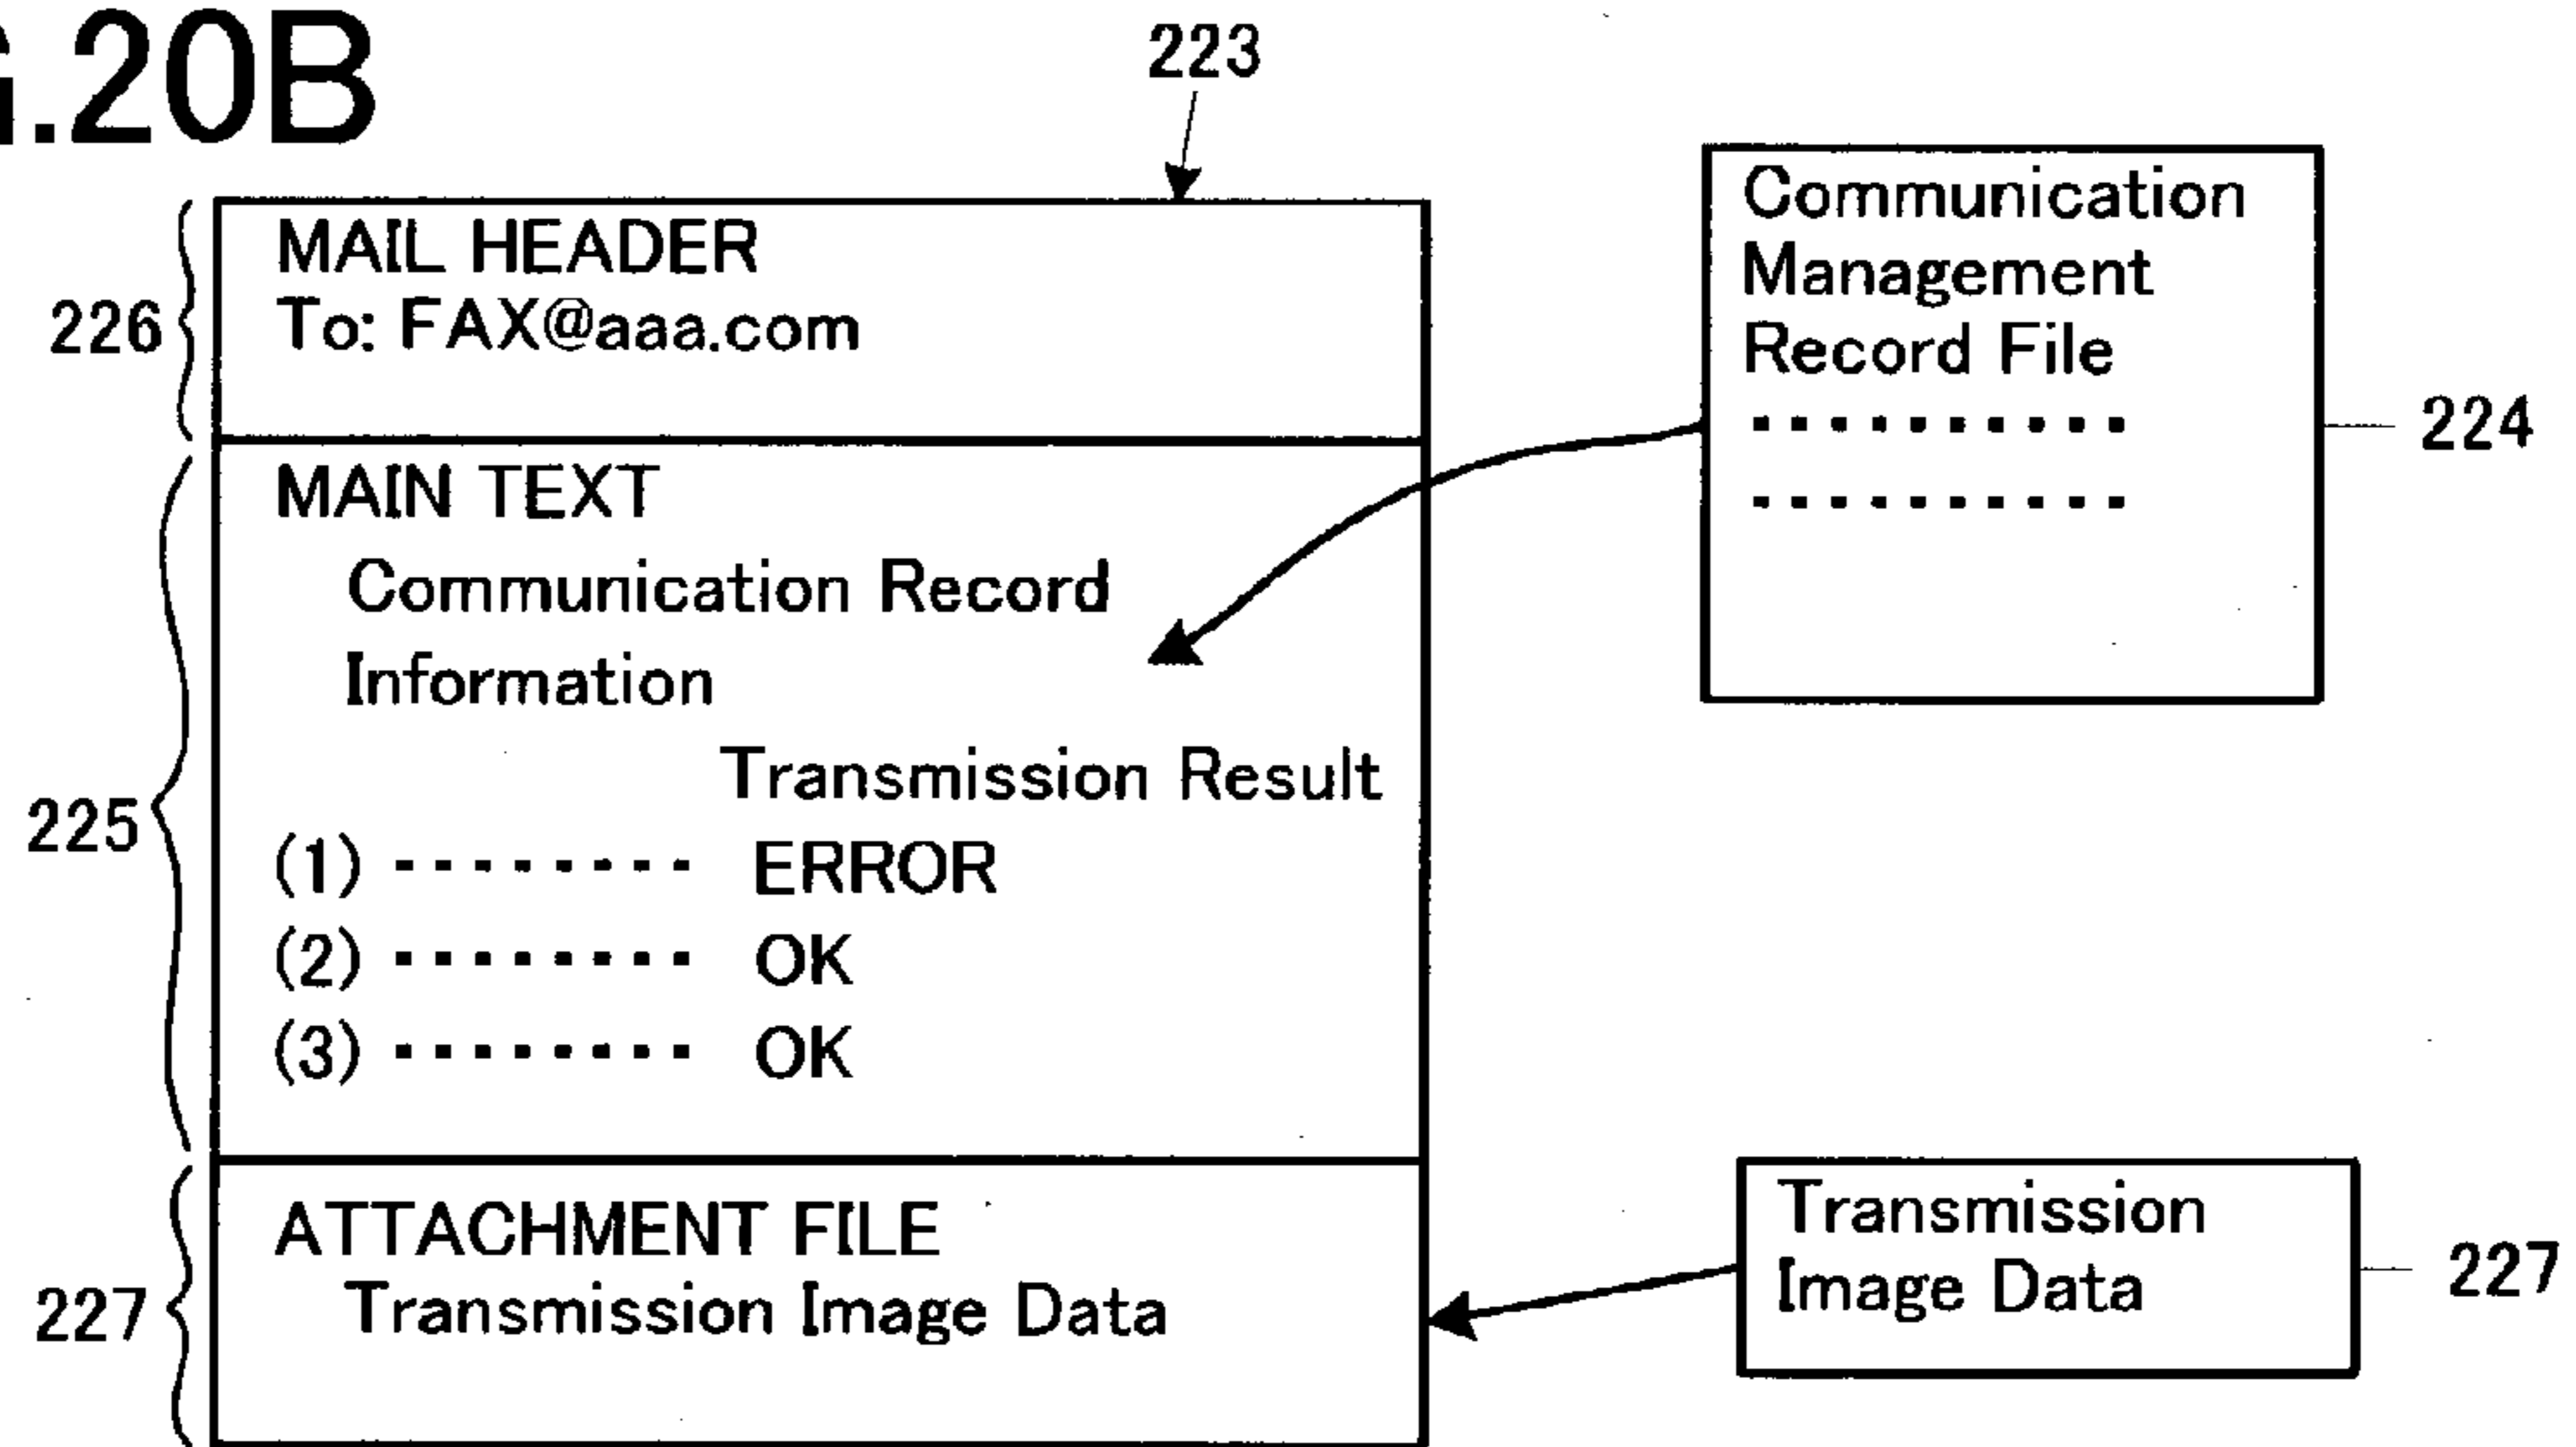 G.20B
223
226
MAIL HEADER
To: FAX@aaa.com
Communication
Management
Record File
..........
..........
224
225
MAIN TEXT
Communication Record
Information
Transmission Result
(1) ........ ERROR
(2) ........ OK
(3) ........ OK
227
ATTACHMENT FILE
Transmission Image Data
Transmission
Image Data
227